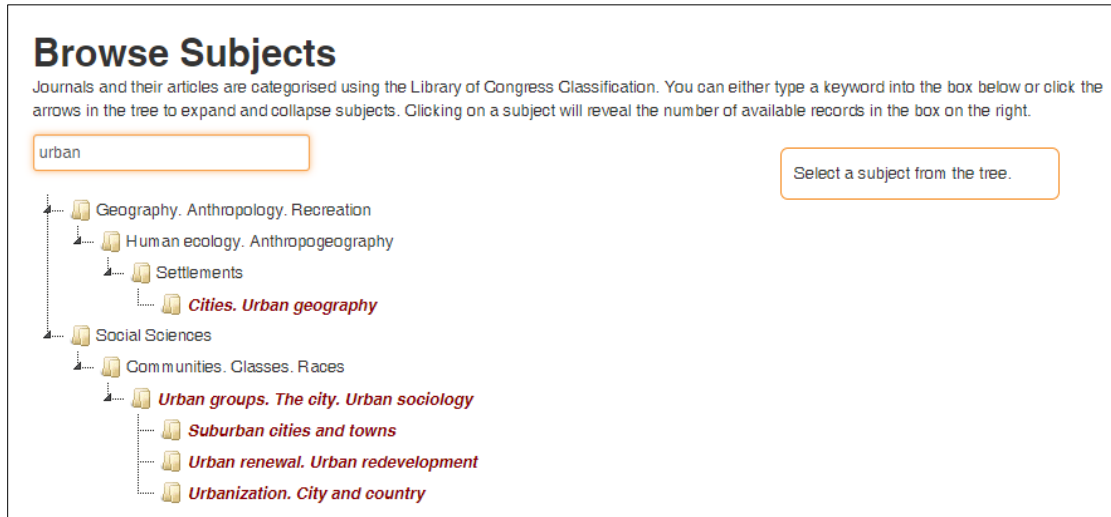 Browse Subjects
Journals and their articles are categorised using the Library of Congress Classification. You can either type a keyword into the box below or click the
arrows in the tree to expand and collapse subjects. Clicking on a subject will reveal the number of available records in the box on the right.
urban
Select a subject from the tree.
Geography. Anthropology. Recreation
Human ecology. Anthropogeography
Settlements
Cities. Urban geography
Social Sciences
Communities. Classes. Races
Urban groups. The city. Urban sociology
Suburban cities and towns
Urban renewal. Urban redevelopment
Urbanization. City and country